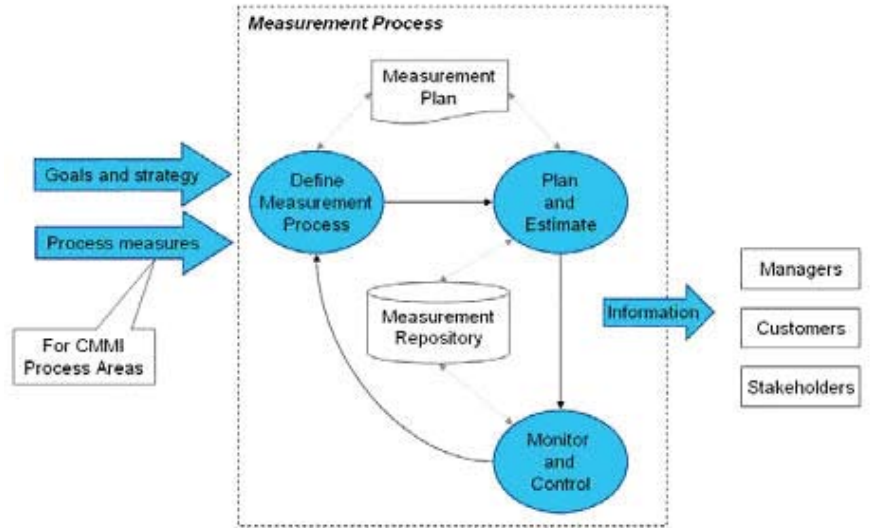 Measurement Process
Measurement
Plan
Goals and strategy
Define
Measurement
Process
Plan
and
Estimate
Process measures
For CMMI
Process Areas
Measurement
Repository
Information
Managers
Customers
Stakeholders
Monitor
and
Control